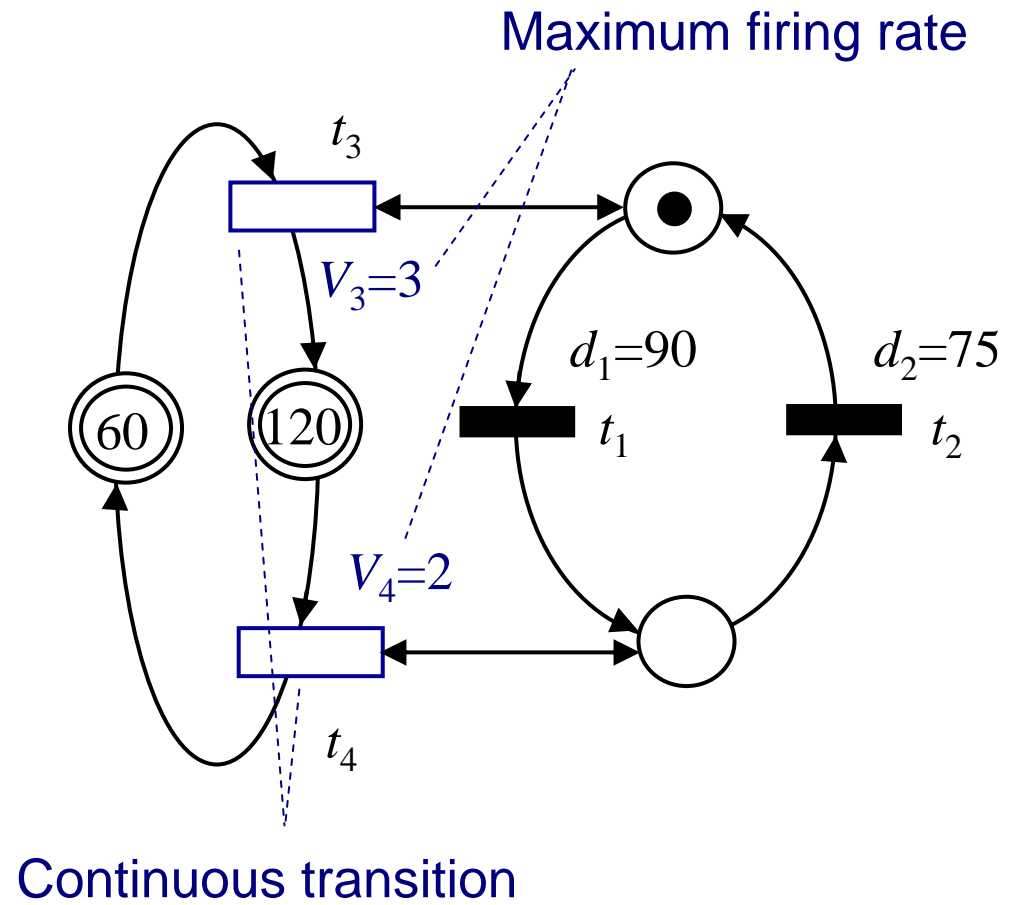 Maximum firing rate
t3
V3=3
d1=90
d2=75
60
120
t1
t2
V4=2
t4
Continuous transition